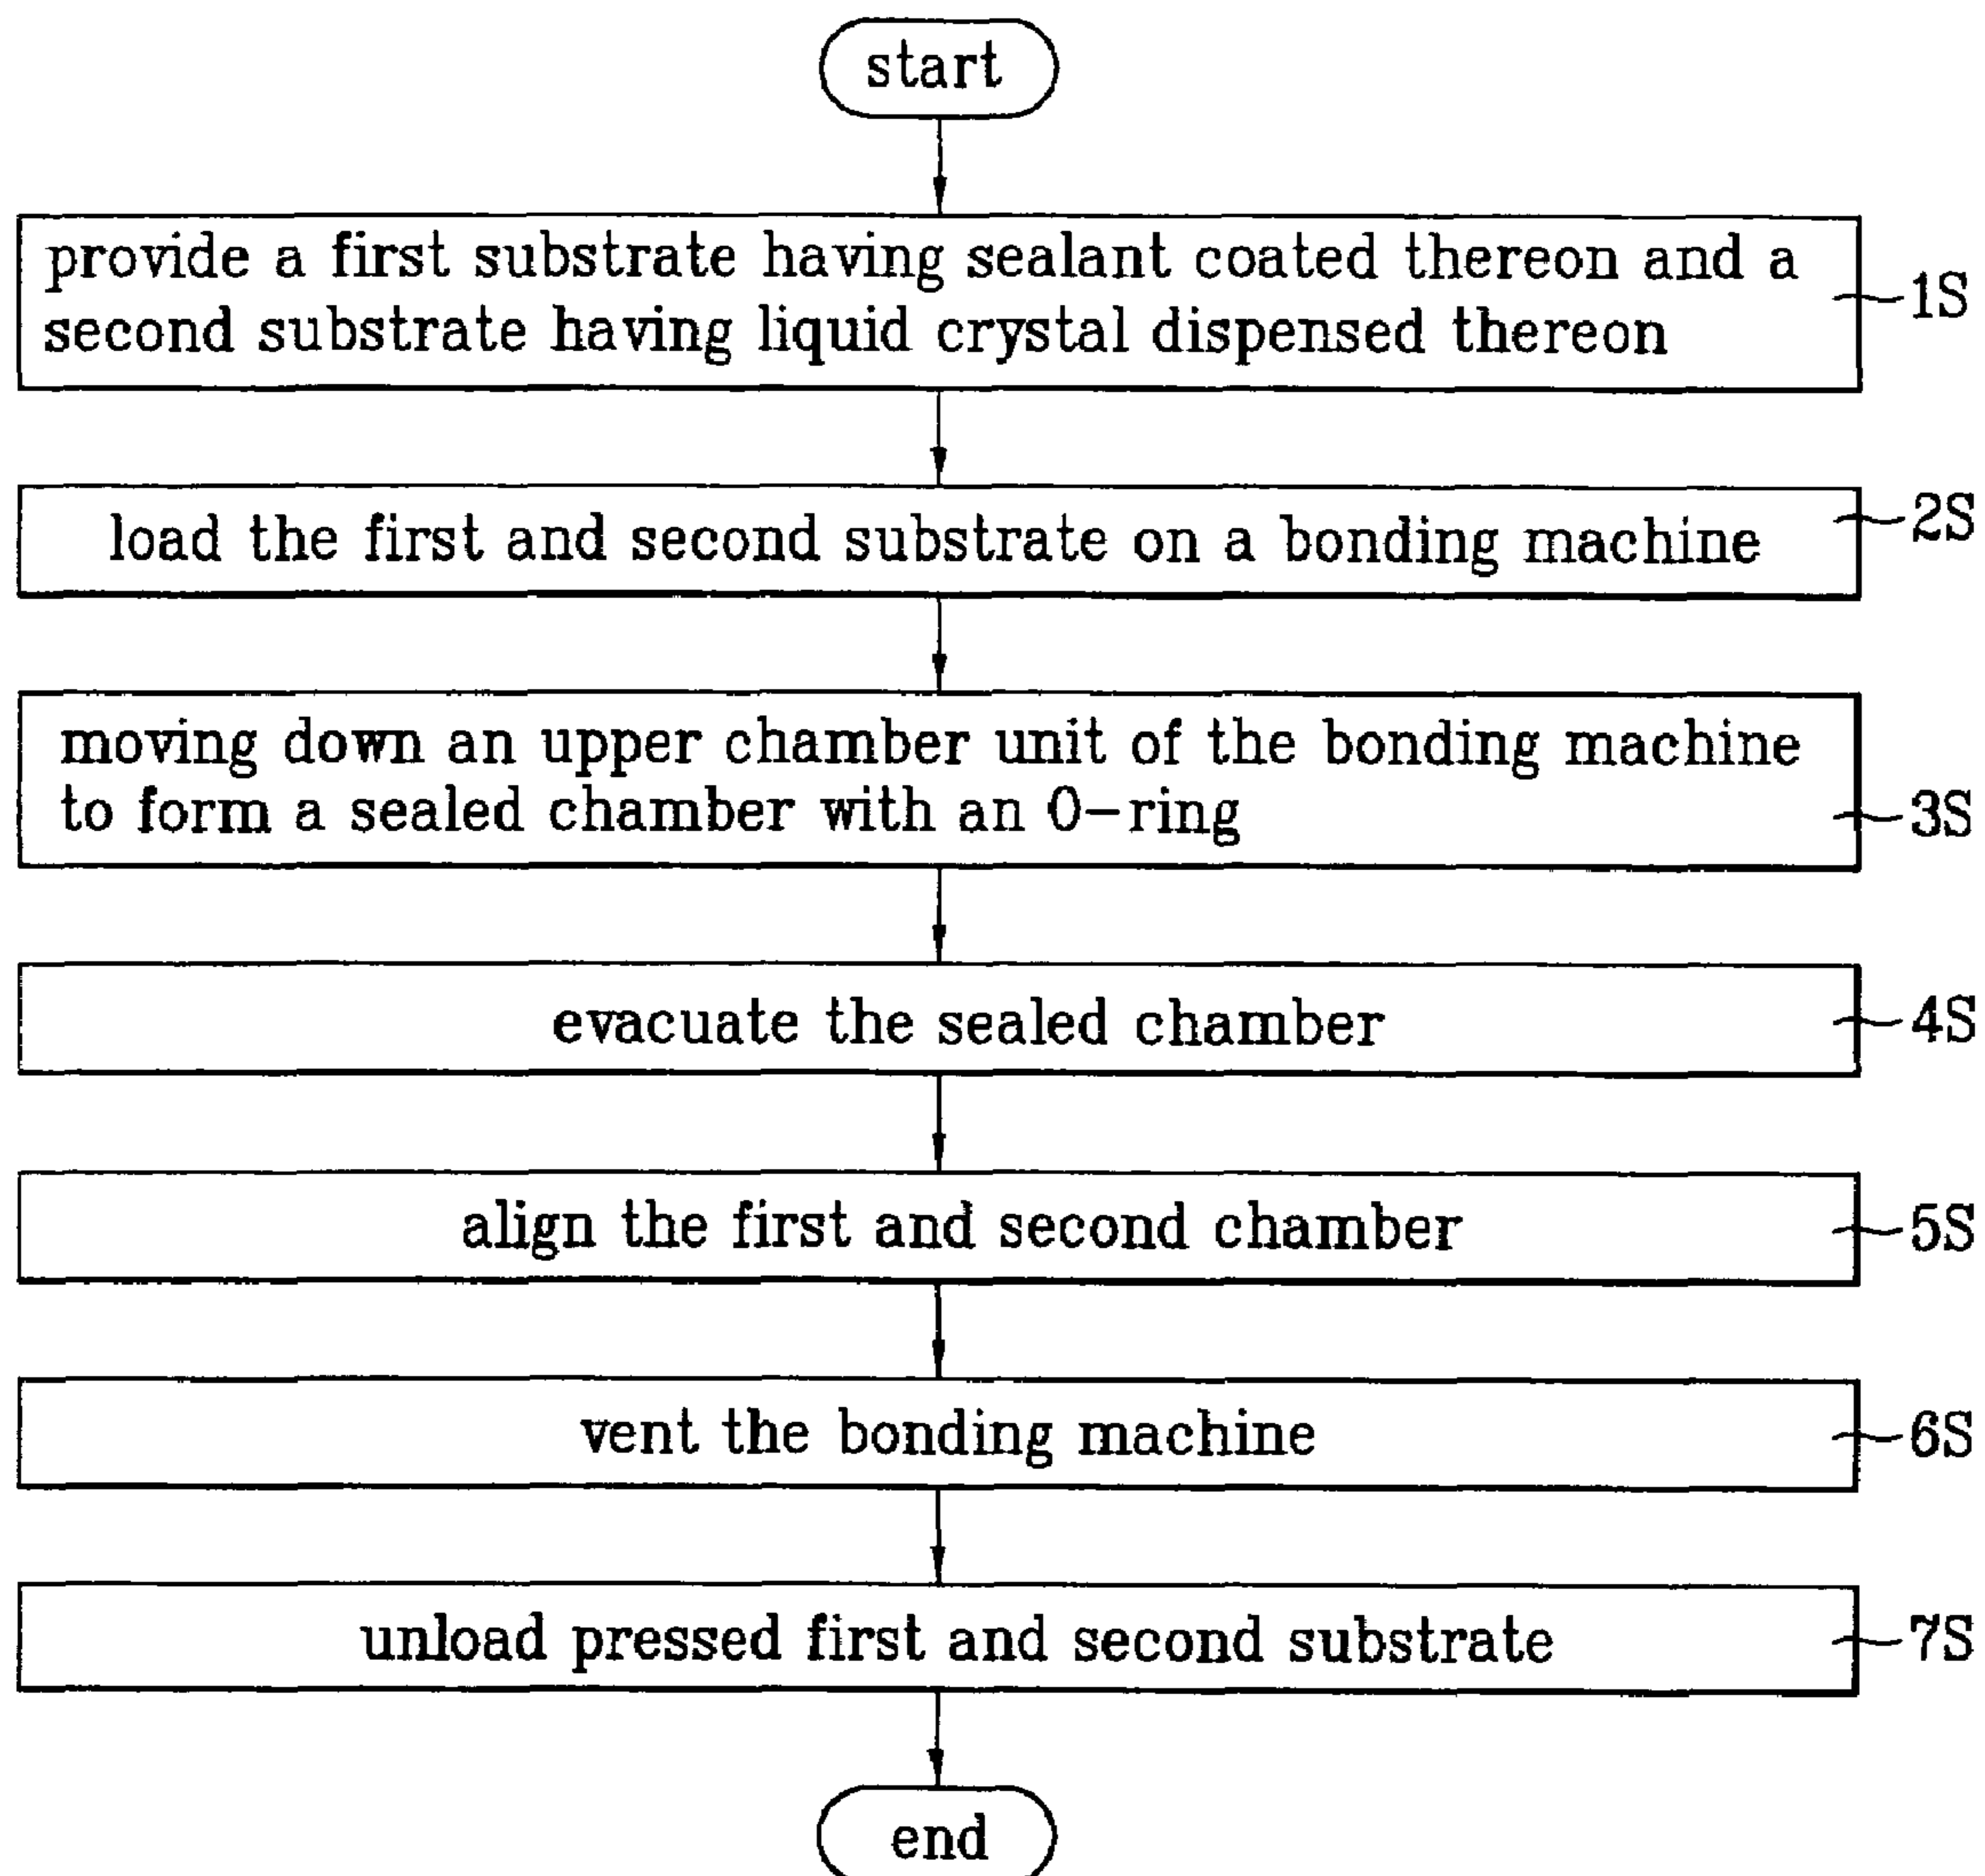 start
provide a first substrate having sealant coated thereon and a
second substrate having liquid crystal dispensed thereon
1S
load the first and second substrate on a bonding machine
2S
moving down an upper chamber unit of the bonding machine
to form a sealed chamber with an O-ring
3S
evacuate the sealed chamber
4S
align the first and second chamber
5S
vent the bonding machine
6S
unload pressed first and second substrate
7S
end